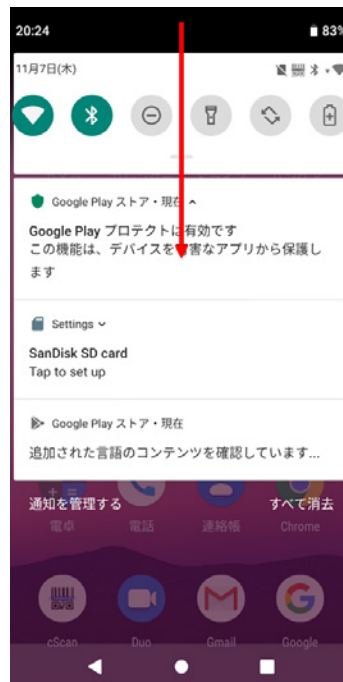 20:24
83%
11月7日(木)
Google Play ストア・現在
Google Play プロテクトは有効です
この機能は、デバイスを
害なアプリから保護し
ます
Settings
SanDisk SD card
Tap to set up
Google Play ストア・現在
追加された言語のコンテンツを確認しています...
通知を管理する
すべて消去
電卓
電話
連絡帳
Chrome
cScan
Duo
Gmail
Google